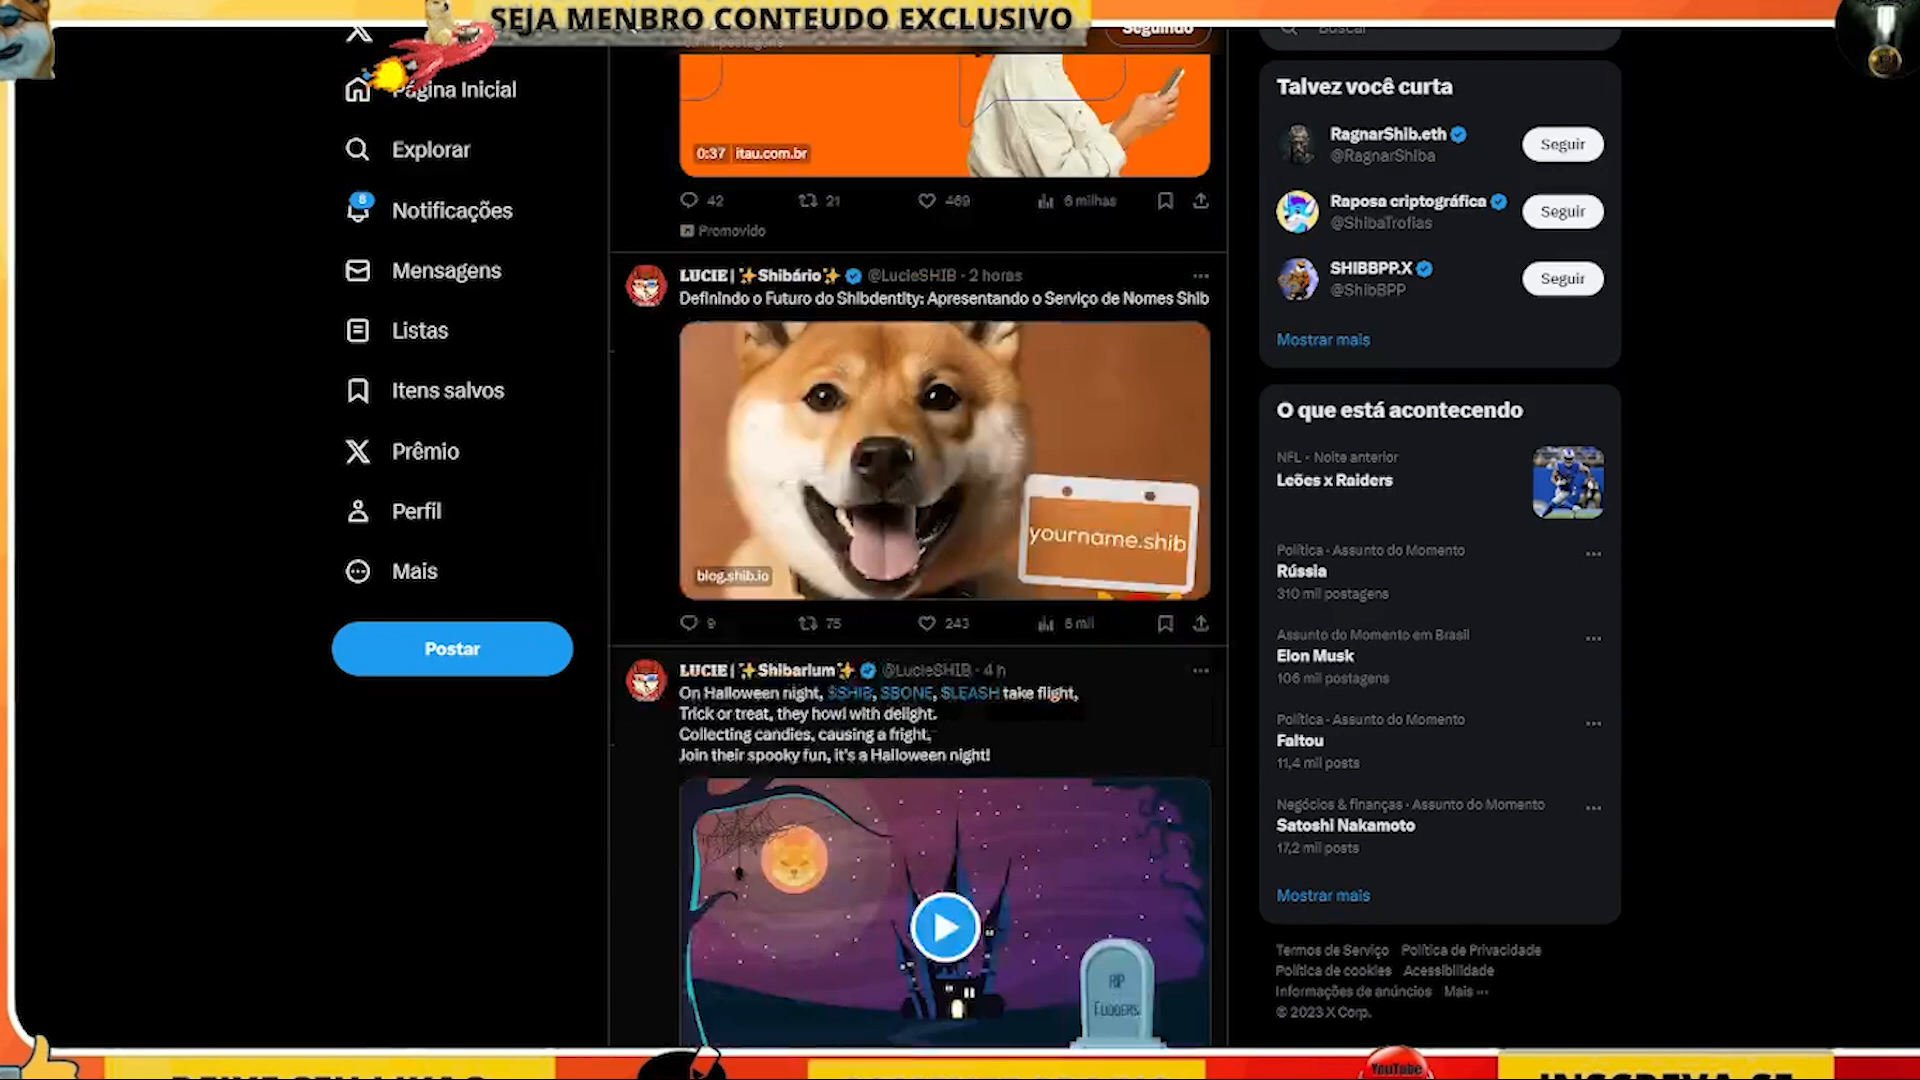 SEJA MENBRO CONTEUDO EXCLUSIVO
Página Inicial
Explorar
8
Notificações
Mensagens
Listas
Itens salvos
Prêmio
Perfil
Mais
Postar
Seguindo
0:37 itau.com.br
42 21 469 6 milhas
Promovido
LUCIE | ✨Shibário✨ @LucieSHIB · 2 horas
Definindo o Futuro do Shibdentity: Apresentando o Serviço de Nomes Shib
yourname.shib
blog.shib.io
9 75 243 6 mil
LUCIE | ✨Shibarium✨ @LucieSHIB · 4 h
On Halloween night, $SHIB, $BONE, $LEASH take flight,
Trick or treat, they howl with delight.
Collecting candies, causing a fright,
Join their spooky fun, it's a Halloween night!
RIP
FUDDERS
Buscar
Talvez você curta
RagnarShib.eth
@RagnarShiba
Seguir
Raposa criptográfica
@ShibaTrofias
Seguir
SHIBBPP.X
@ShibBPP
Seguir
Mostrar mais
O que está acontecendo
NFL · Noite anterior
Leões x Raiders
Política · Assunto do Momento
Rússia
310 mil postagens
Assunto do Momento em Brasil
Elon Musk
106 mil postagens
Política · Assunto do Momento
Faltou
11,4 mil posts
Negócios & finanças · Assunto do Momento
Satoshi Nakamoto
17,2 mil posts
Mostrar mais
Termos de Serviço Política de Privacidade
Política de cookies Acessibilidade
Informações de anúncios Mais ···
© 2023 X Corp.
YouTube